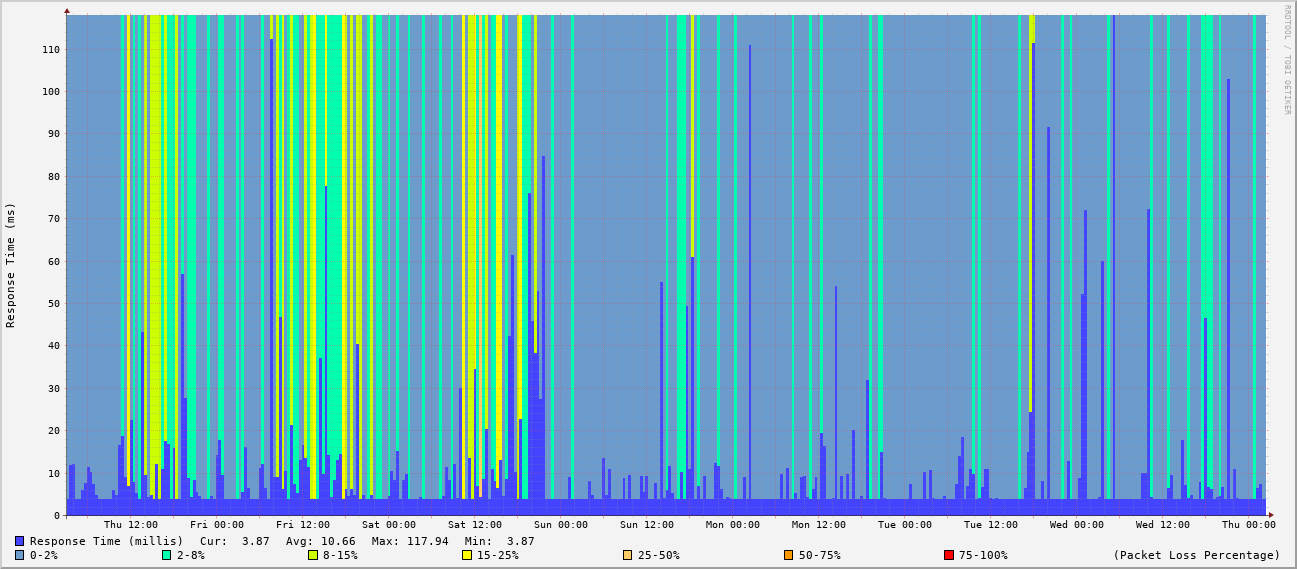 RRDTOOL / TOBI OETIKER
Response Time (ms)
110
100
90
80
70
60
50
40
30
20
10
0
Thu 12:00 Fri 00:00 Fri 12:00 Sat 00:00 Sat 12:00 Sun 00:00 Sun 12:00 Mon 00:00 Mon 12:00 Tue 00:00 Tue 12:00 Wed 00:00 Wed 12:00 Thu 00:00
Response Time (millis) Cur: 3.87 Avg: 10.66 Max: 117.94 Min: 3.87
0-2% 2-8% 8-15% 15-25% 25-50% 50-75% 75-100% (Packet Loss Percentage)